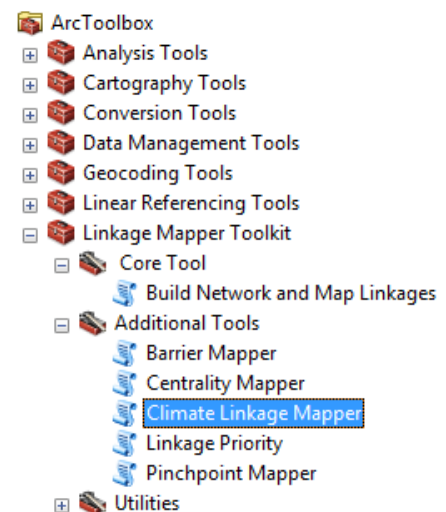 ArcToolbox
Analysis Tools
Cartography Tools
Conversion Tools
Data Management Tools
Geocoding Tools
Linear Referencing Tools
Linkage Mapper Toolkit
Core Tool
Build Network and Map Linkages
Additional Tools
Barrier Mapper
Centrality Mapper
Climate Linkage Mapper
Linkage Priority
Pinchpoint Mapper
Utilities